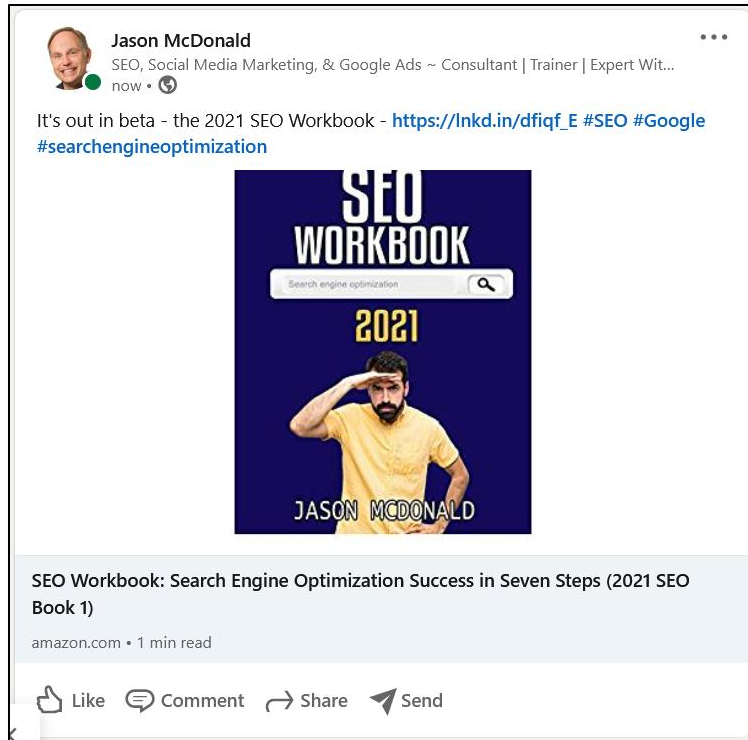 Jason McDonald
SEO, Social Media Marketing, & Google Ads ~ Consultant | Trainer | Expert Wit...
now •
It's out in beta - the 2021 SEO Workbook - https://lnkd.in/dfiqf_E #SEO #Google
#searchengineoptimization
SEO
WORKBOOK
Search engine optimization
2021
JASON MCDONALD
SEO Workbook: Search Engine Optimization Success in Seven Steps (2021 SEO
Book 1)
amazon.com • 1 min read
Like Comment Share Send